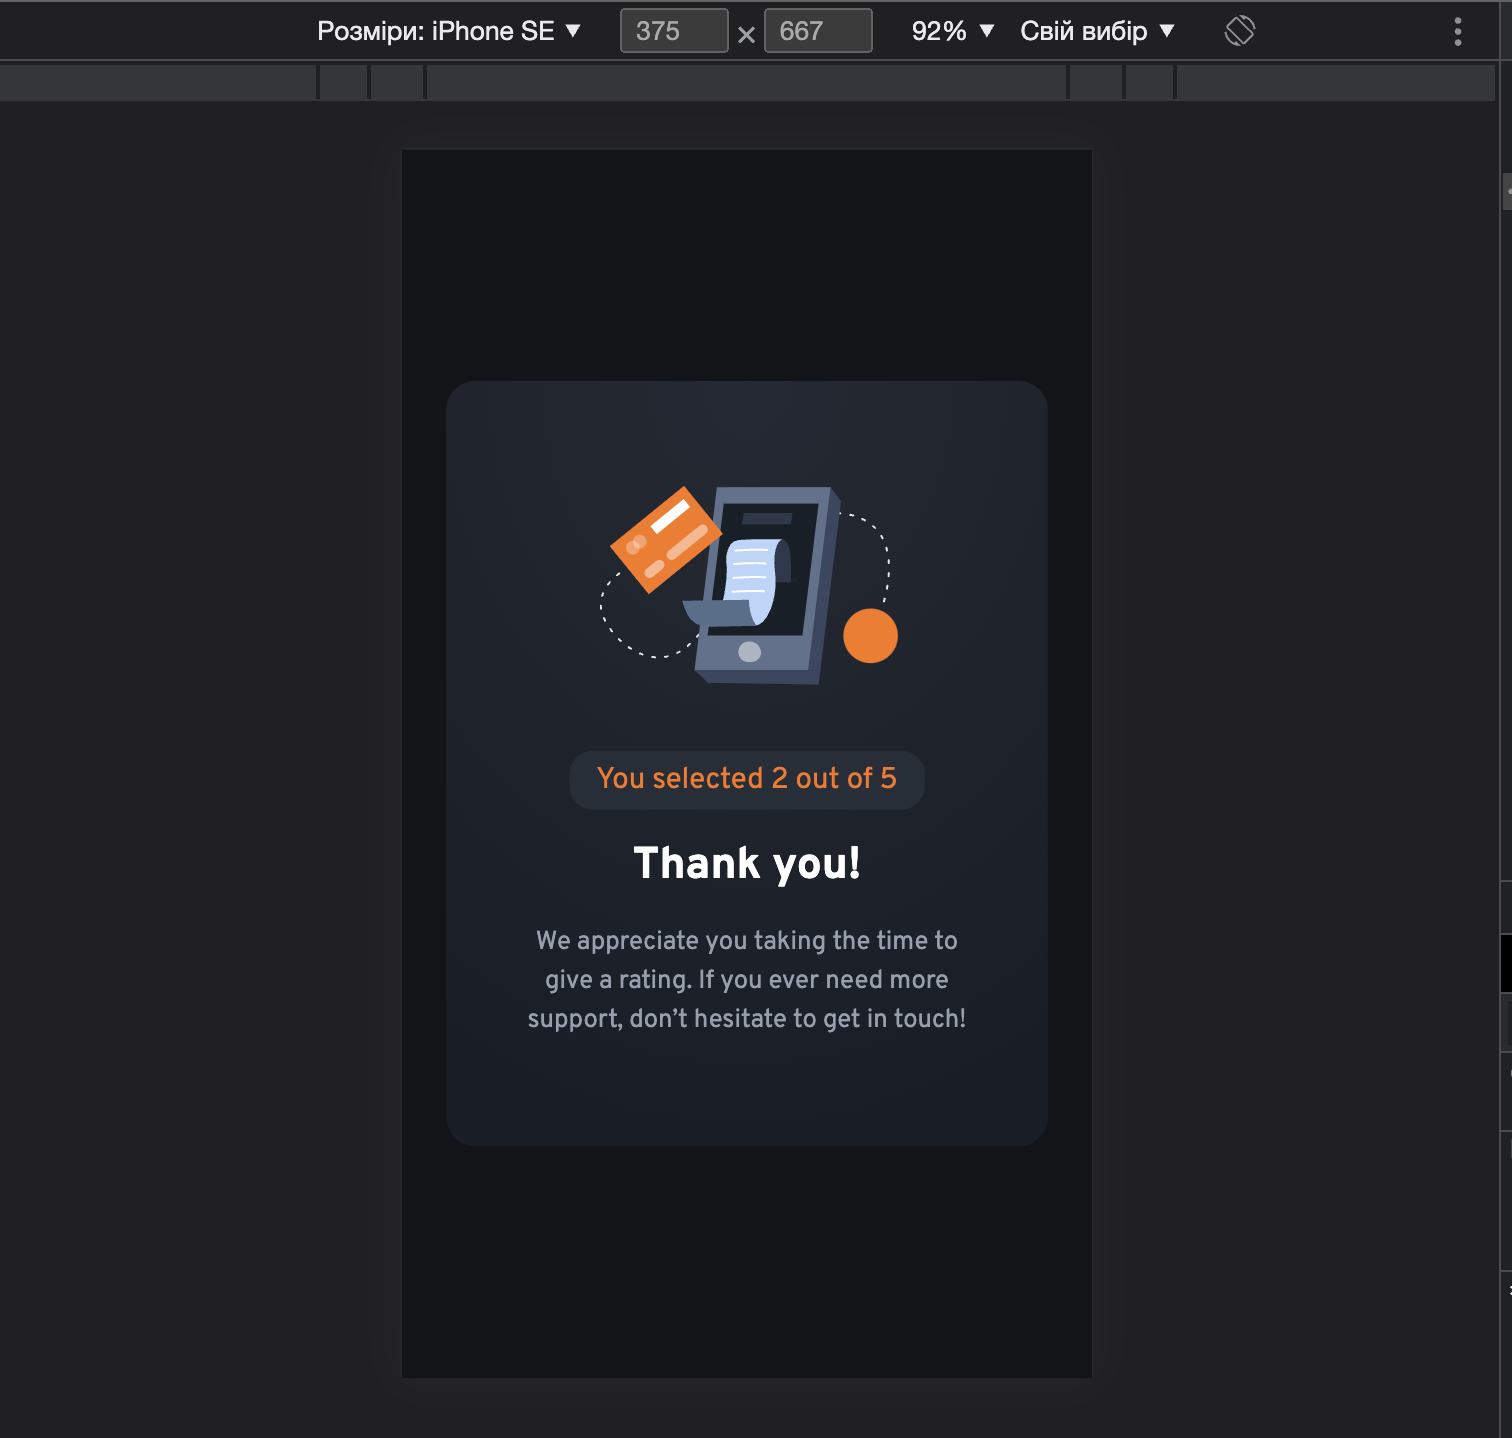 Розміри: iPhone SE ▼ 375 × 667 92% ▼ Свій вибір ▼
You selected 2 out of 5
Thank you!
We appreciate you taking the time to
give a rating. If you ever need more
support, don’t hesitate to get in touch!